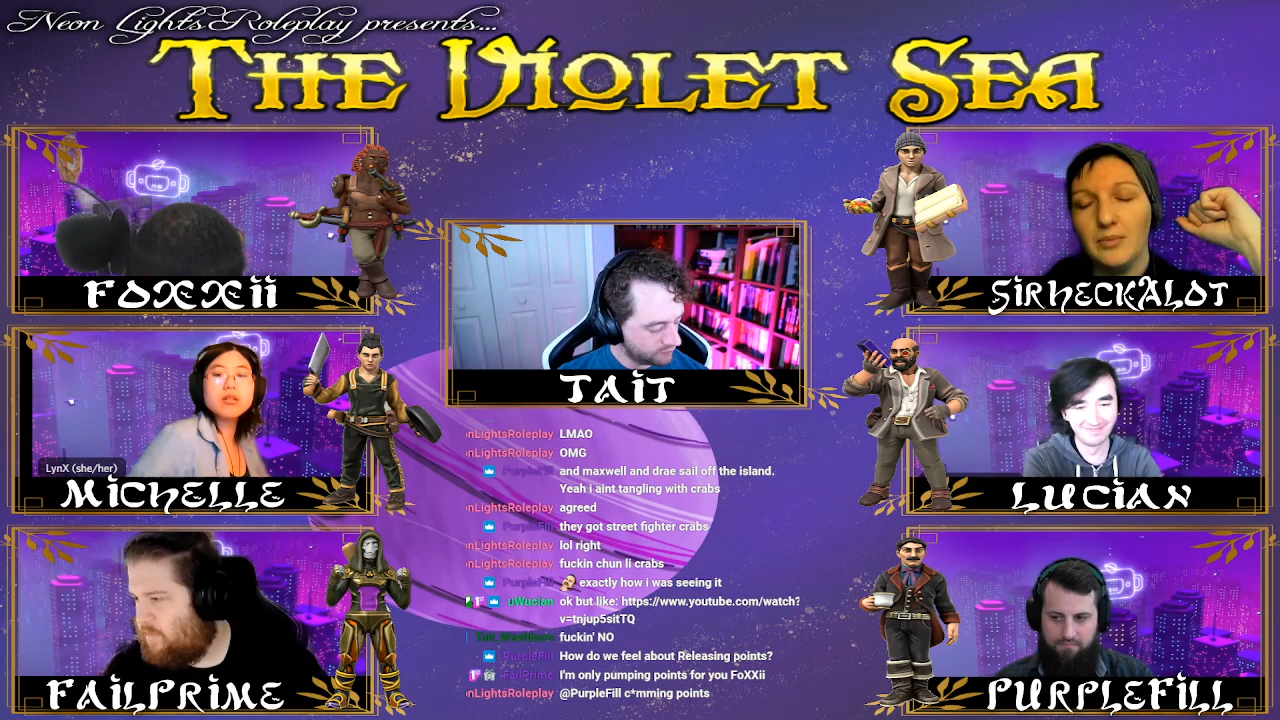 Neon Lights Roleplay presents...
THE VIOLET SEA
FOXXII
SIRHECKALOT
TAIT
LynX (she/her)
MICHELLE
LUCIAN
FAILPRIME
PURPLEFILL
nLightsRoleplay LMAO
nLightsRoleplay OMG
PurpleFill and maxwell and drae sail off the island.
Yeah i aint tangling with crabs
nLightsRoleplay agreed
PurpleFill they got street fighter crabs
nLightsRoleplay lol right
nLightsRoleplay fuckin chun li crabs
PurpleFill exactly how i was seeing it
uWucian ok but like: https://www.youtube.com/watch?
v=tnjup5sitTQ
fuckin' NO
PurpleFill How do we feel about Releasing points?
FailPrime I'm only pumping points for you FoXXii
nLightsRoleplay @PurpleFill c*mming points